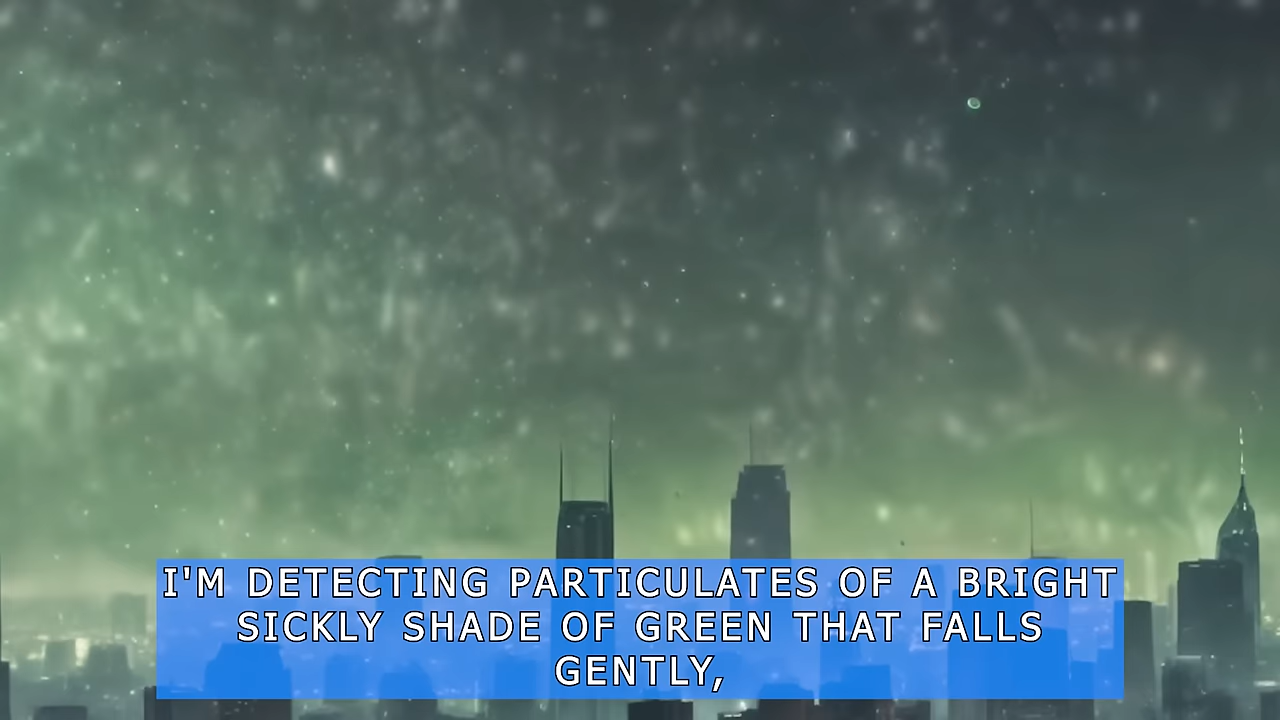 I'M DETECTING PARTICULATES OF A BRIGHT
SICKLY SHADE OF GREEN THAT FALLS
GENTLY,